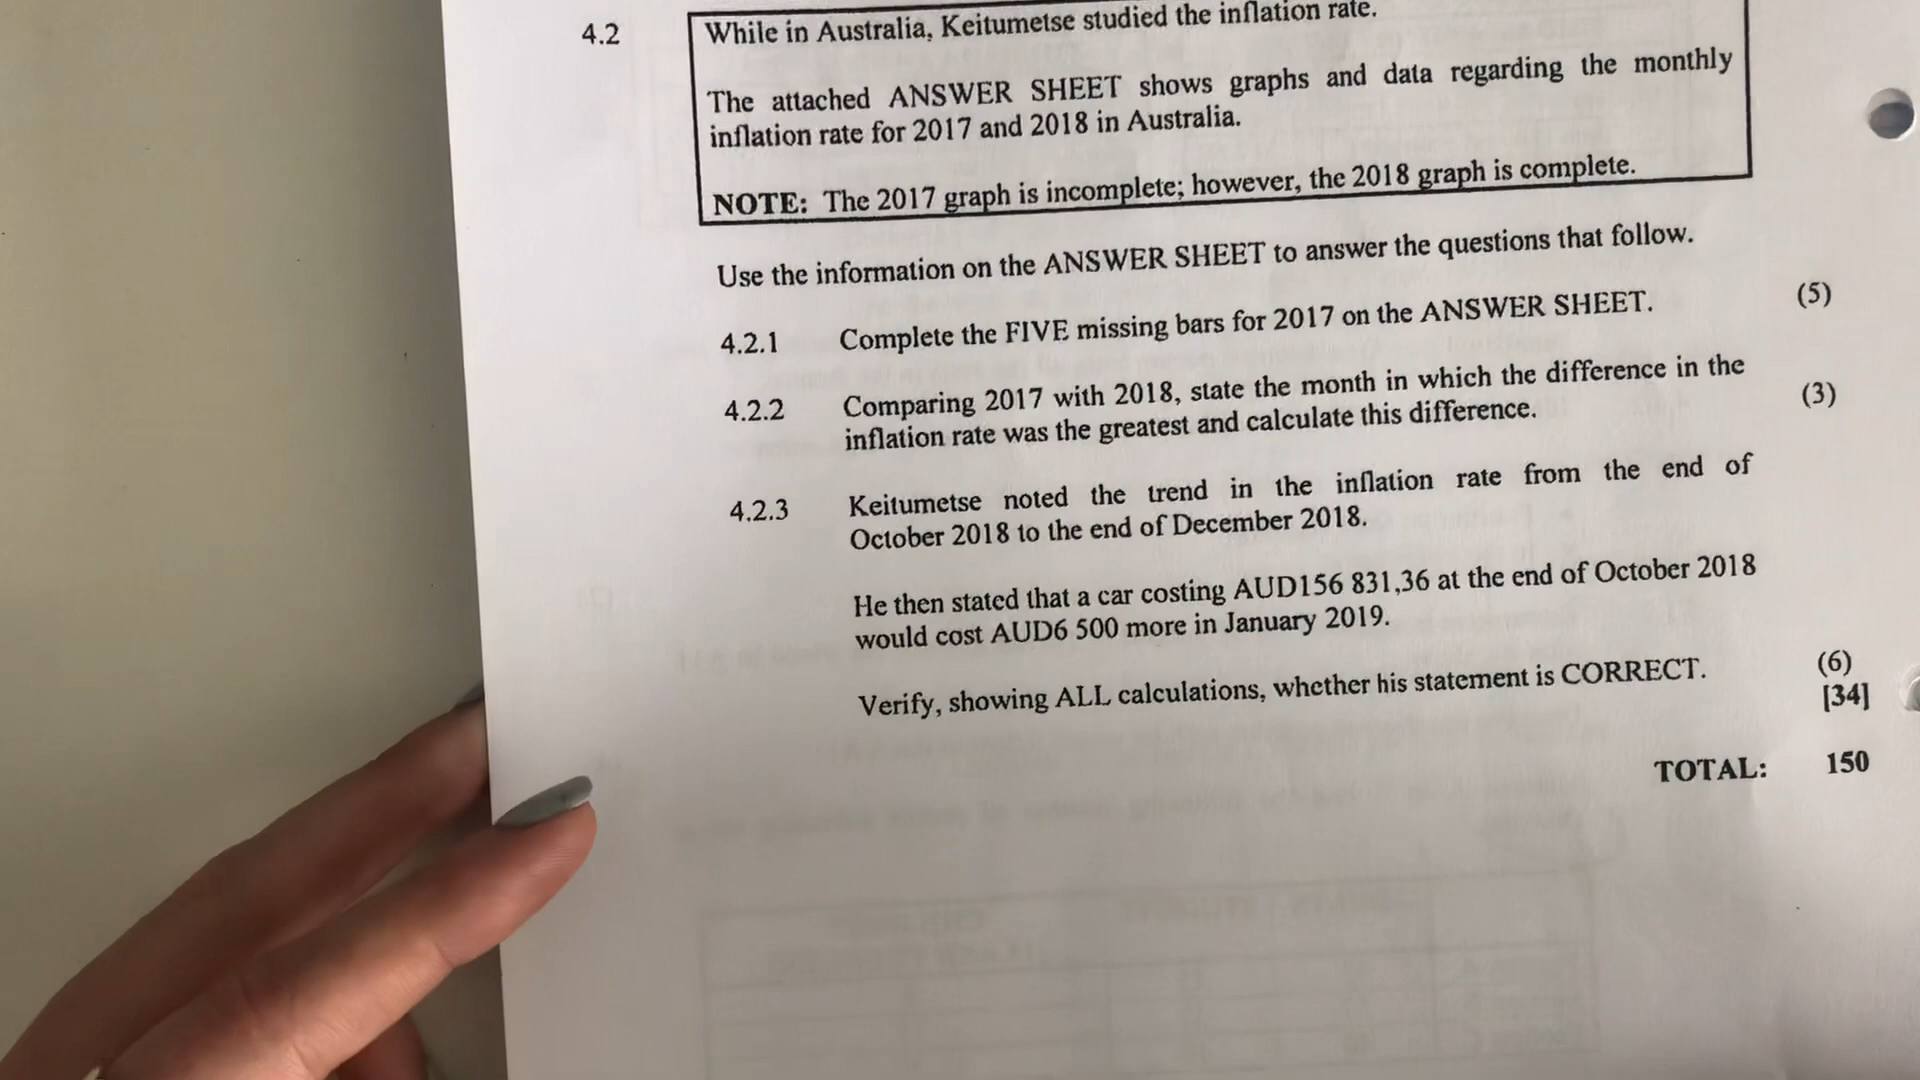 4.2 While in Australia, Keitumetse studied the inflation rate.
The attached ANSWER SHEET shows graphs and data regarding the monthly
inflation rate for 2017 and 2018 in Australia.
NOTE: The 2017 graph is incomplete; however, the 2018 graph is complete.
Use the information on the ANSWER SHEET to answer the questions that follow.
4.2.1 Complete the FIVE missing bars for 2017 on the ANSWER SHEET. (5)
4.2.2 Comparing 2017 with 2018, state the month in which the difference in the
inflation rate was the greatest and calculate this difference. (3)
4.2.3 Keitumetse noted the trend in the inflation rate from the end of
October 2018 to the end of December 2018.
He then stated that a car costing AUD156 831,36 at the end of October 2018
would cost AUD6 500 more in January 2019.
Verify, showing ALL calculations, whether his statement is CORRECT. (6)
[34]
TOTAL: 150